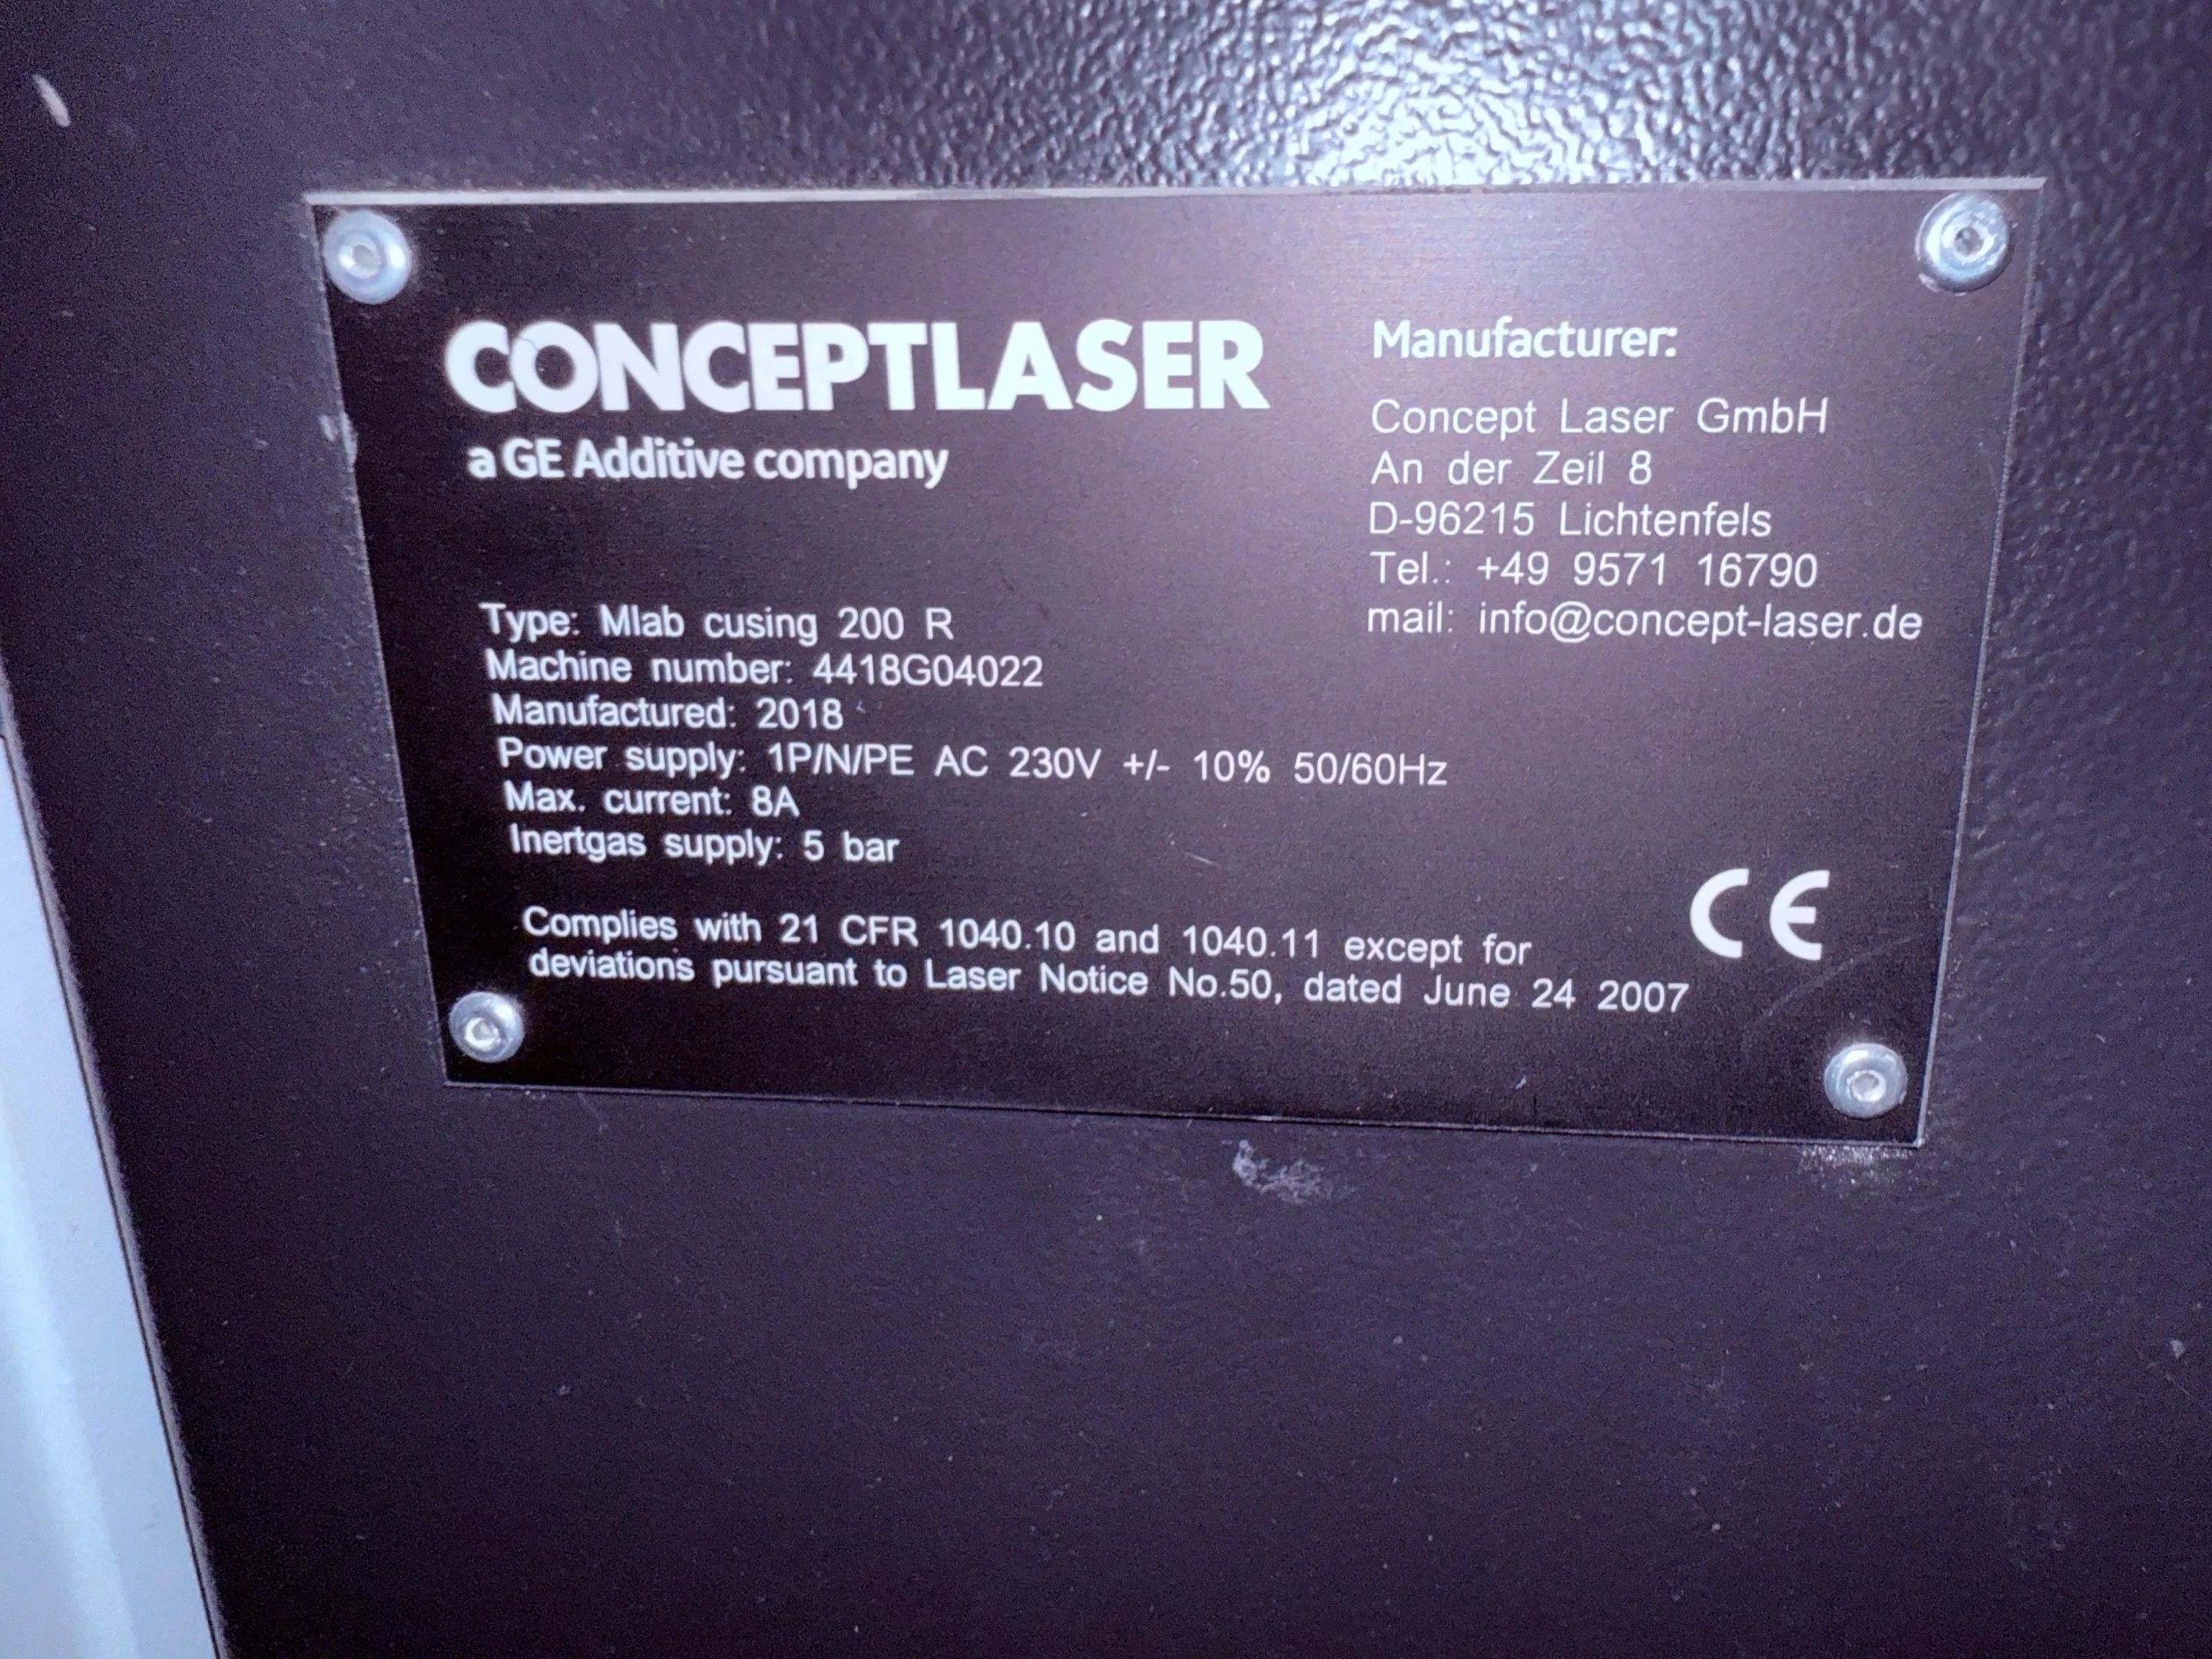 CONCEPTLASER
a GE Additive company
Manufacturer:
Concept Laser GmbH
An der Zeil 8
D-96215 Lichtenfels
Tel.: +49 9571 16790
mail: info@concept-laser.de
Type: Mlab cusing 200 R
Machine number: 4418G04022
Manufactured: 2018
Power supply: 1P/N/PE AC 230V +/- 10% 50/60Hz
Max. current: 8A
Inertgas supply: 5 bar
Complies with 21 CFR 1040.10 and 1040.11 except for
deviations pursuant to Laser Notice No.50, dated June 24 2007
CE